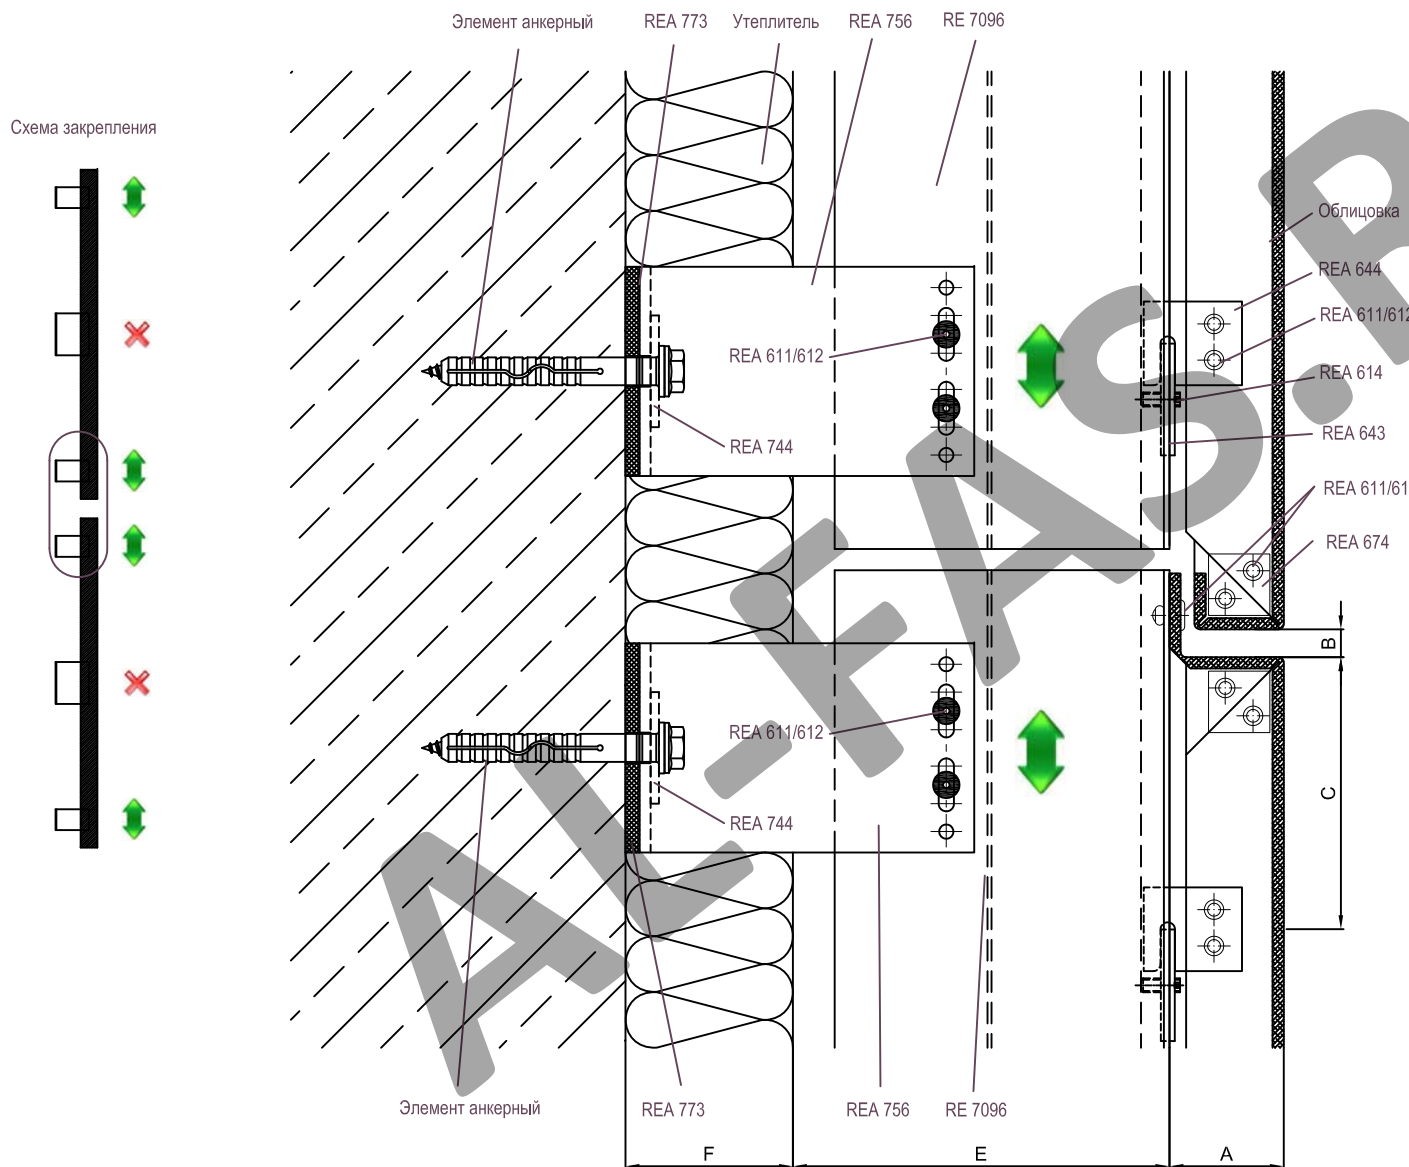 Элемент анкерный
REA 773
Утеплитель
REA 756
RE 7096
Схема закрепления
Облицовка
REA 644
REA 611/612
REA 611/612
REA 614
REA 643
REA 744
REA 611/61
REA 674
B
REA 611/612
C
REA 744
Элемент анкерный
REA 773
REA 756
RE 7096
F
E
A
AL-FAS.R